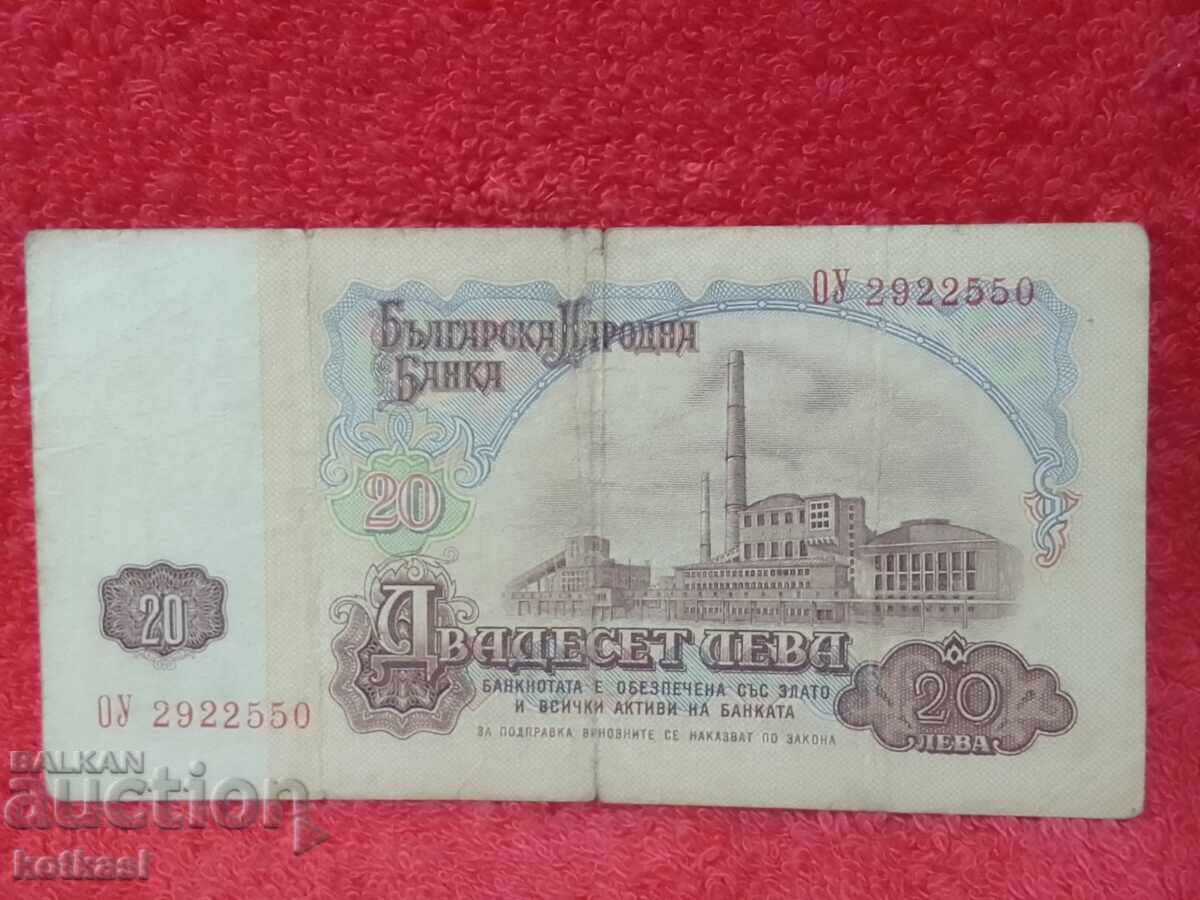 ОУ 2922550
Българска Народна
Банка
20
20
Двадесет лева
БАНКНОТАТА Е ОБЕЗПЕЧЕНА СЪС ЗЛАТО
И ВСИЧКИ АКТИВИ НА БАНКАТА
ЗА ПОДПРАВКА ВИНОВНИТЕ СЕ НАКАЗВАТ ПО ЗАКОНА
20
ЛЕВА
ОУ 2922550
BALKAN
auction
kotkasl